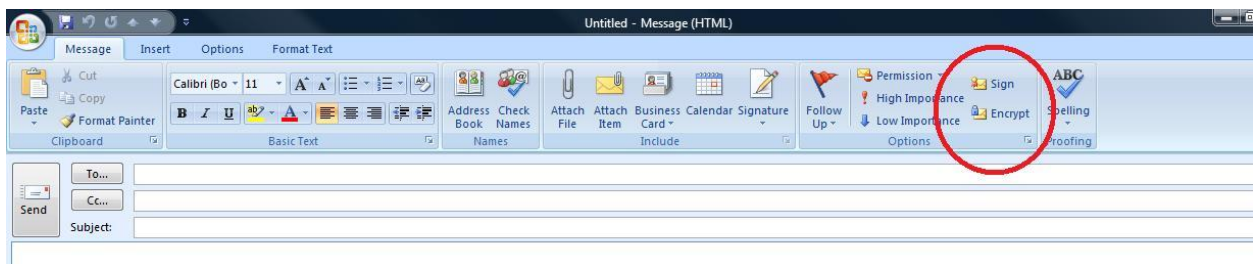 Untitled - Message (HTML)
Message Insert Options Format Text
Cut
Copy
Format Painter
Paste
Clipboard
Calibri (Bo 11
A A
B I U ab A
Basic Text
Address Book
Check Names
Names
Attach File
Attach Item
Business Card
Calendar
Signature
Include
Follow Up
Permission
High Importance
Low Importance
Sign
Encrypt
Options
ABC
Spelling
Proofing
Send
To...
Cc...
Subject: